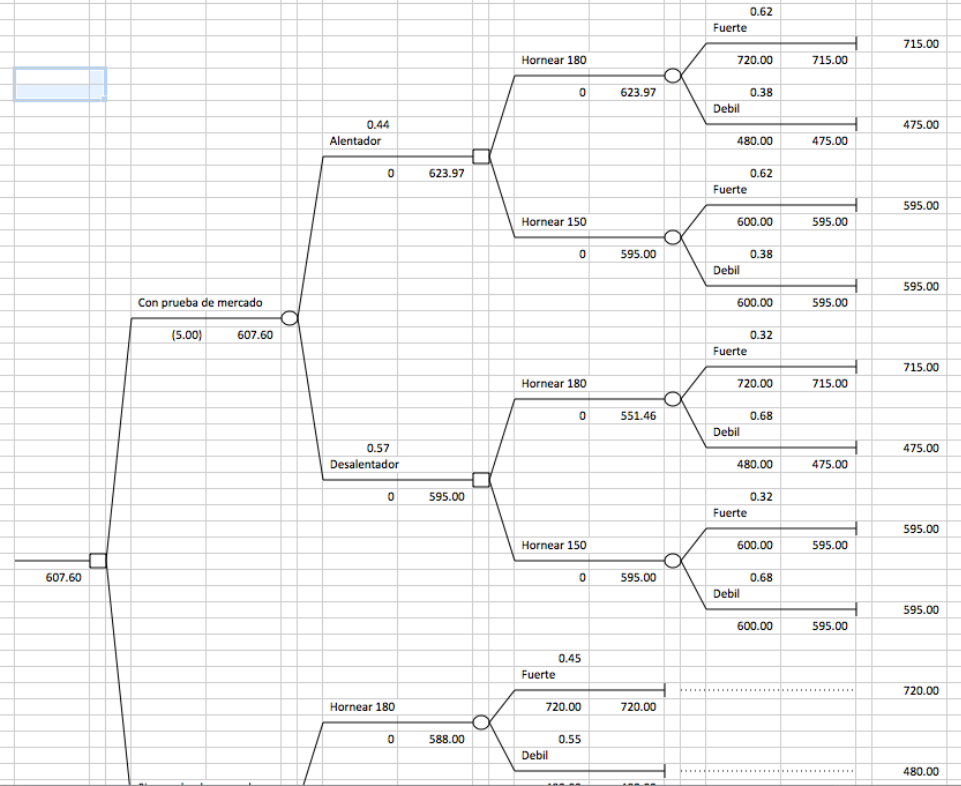 0.62
Fuerte
715.00
Hornear 180
720.00 715.00
0 623.97
0.38
Debil
0.44
475.00
Alentador
480.00 475.00
0 623.97
0.62
Fuerte
595.00
Hornear 150
600.00 595.00
0 595.00
0.38
Debil
595.00
Con prueba de mercado
600.00 595.00
(5.00) 607.60
0.32
Fuerte
715.00
Hornear 180
720.00 715.00
0 551.46
0.68
Debil
0.57
475.00
Desalentador
480.00 475.00
0 595.00
0.32
Fuerte
595.00
Hornear 150
600.00 595.00
607.60
0 595.00
0.68
Debil
595.00
600.00 595.00
0.45
Fuerte
720.00
Hornear 180
720.00 720.00
0 588.00
0.55
Debil
480.00